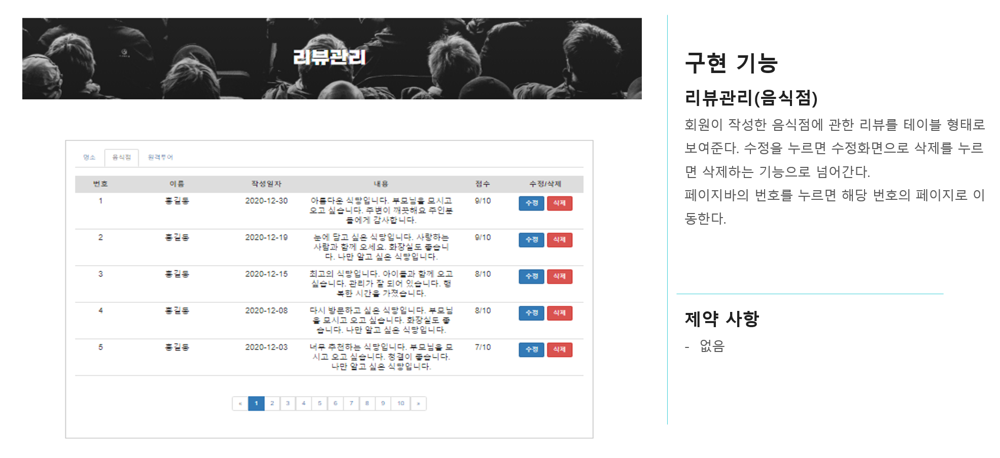 리뷰관리
명소 음식점 원격투어
번호 이름 작성일자 내용 점수 수정/삭제
1 홍길동 2020-12-30 아름다운 식당입니다. 부모님을 모시고 9/10 수정 삭제
오고 싶습니다. 주변이 깨끗해요 주인분
들에게 감사합니다.
2 홍길동 2020-12-19 눈에 담고 싶은 식당입니다. 사랑하는 9/10 수정 삭제
사람과 함께 오세요. 화장실도 좋습니
다. 나만 알고 싶은 식당입니다.
3 홍길동 2020-12-15 최고의 식당입니다. 아이들과 함께 오고 8/10 수정 삭제
싶습니다. 관리가 잘 되어 있습니다. 행
복한 시간을 가졌습니다.
4 홍길동 2020-12-08 다시 방문하고 싶은 식당입니다. 부모님 8/10 수정 삭제
을 모시고 오고 싶습니다. 화장실도 좋
습니다. 나만 알고 싶은 식당입니다.
5 홍길동 2020-12-03 너무 추천하는 식당입니다. 부모님을 모 7/10 수정 삭제
시고 오고 싶습니다. 청결이 좋습니다.
나만 알고 싶은 식당입니다.
« 1 2 3 4 5 6 7 8 9 10 »
구현 기능
리뷰관리(음식점)
회원이 작성한 음식점에 관한 리뷰를 테이블 형태로
보여준다. 수정을 누르면 수정화면으로 삭제를 누르
면 삭제하는 기능으로 넘어간다.
페이지바의 번호를 누르면 해당 번호의 페이지로 이
동한다.
제약 사항
- 없음